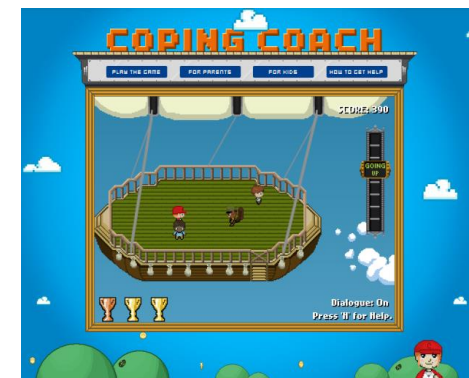 COPING COACH
PLAY THE GAME
FOR PARENTS
FOR KIDS
HOW TO GET HELP
SCORE: 390
GOING
UP
Dialogue: On
Press 'H' for Help.